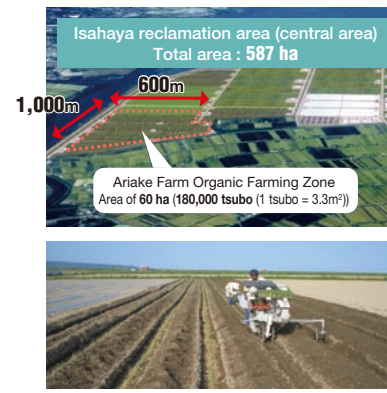 Isahaya reclamation area (central area)
Total area : 587 ha
600m
1,000m
Ariake Farm Organic Farming Zone
Area of 60 ha (180,000 tsubo (1 tsubo = 3.3m²))